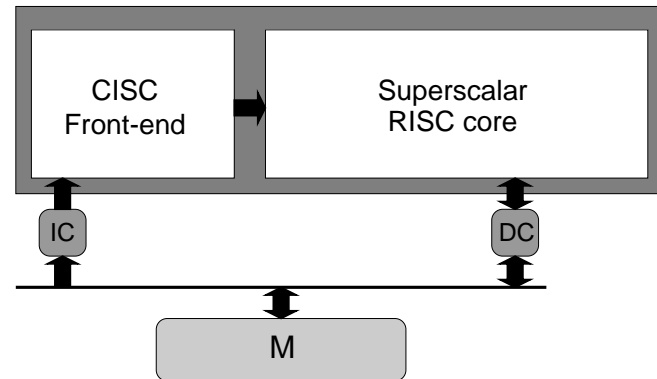 CISC
Front-end
Superscalar
RISC core
IC
DC
M